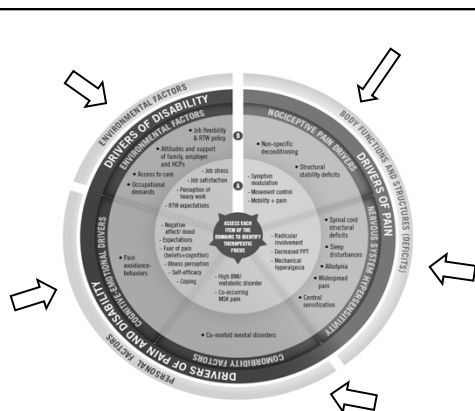 ENVIRONMENTAL FACTORS
DRIVERS OF DISABILITY
ENVIRONMENTAL FACTORS
• Job flexibility
& RTW policy
• Attitudes and support
of family, employer
and HCPs
• Access to care
• Occupational
demands
- Job stress
- Job satisfaction
- Perception of
heavy work
- RTW expectations
B
A
BODY FUNCTIONS AND STRUCTURES (DEFICITS)
DRIVERS OF PAIN
NOCICEPTIVE PAIN DRIVERS
• Non-specific
deconditioning
• Structural
stability deficits
- Symptom
modulation
- Movement control
- Mobility = pain
NERVOUS SYSTEM HYPERSENSITIVITY
• Spinal cord
structural
deficits
• Sleep
disturbances
• Allodynia
• Widespread
pain
• Central
sensitization
- Radicular
involvement
- Decreased PPT
- Mechanical
hyperalgesia
ASSESS EACH
ITEM OF THE
DOMAINS TO IDENTIFY
THERAPEUTIC
FOCUS
PERSONAL FACTORS
DRIVERS OF PAIN AND DISABILITY
COGNITIVE-EMOTIONAL DRIVERS
• Pain
avoidance-
behaviors
- Negative
affect/ mood
- Expectations
- Fear of pain
(beliefs+cognition)
- Illness perception
- Self-efficacy
- Coping
COMORBIDITY FACTORS
- High BMI/
metabolic disorder
- Co-occurring
MSK pain
• Co-morbid mental disorders